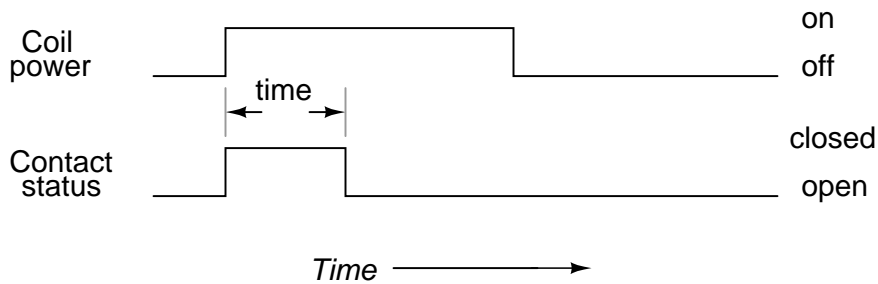 Coil
power
on
off
time
Contact
status
closed
open
Time